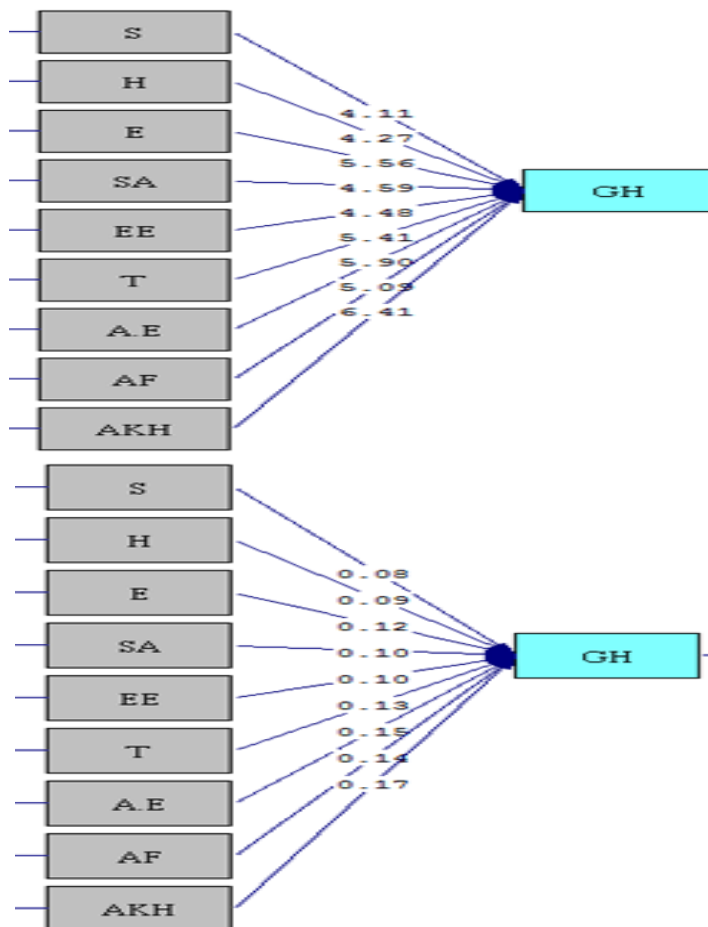 S
H
E
SA
EE
T
A.E
AF
AKH
4.11
4.27
5.56
4.59
4.48
5.41
5.90
5.09
6.41
GH
S
H
E
SA
EE
T
A.E
AF
AKH
0.08
0.09
0.12
0.10
0.10
0.13
0.15
0.14
0.17
GH